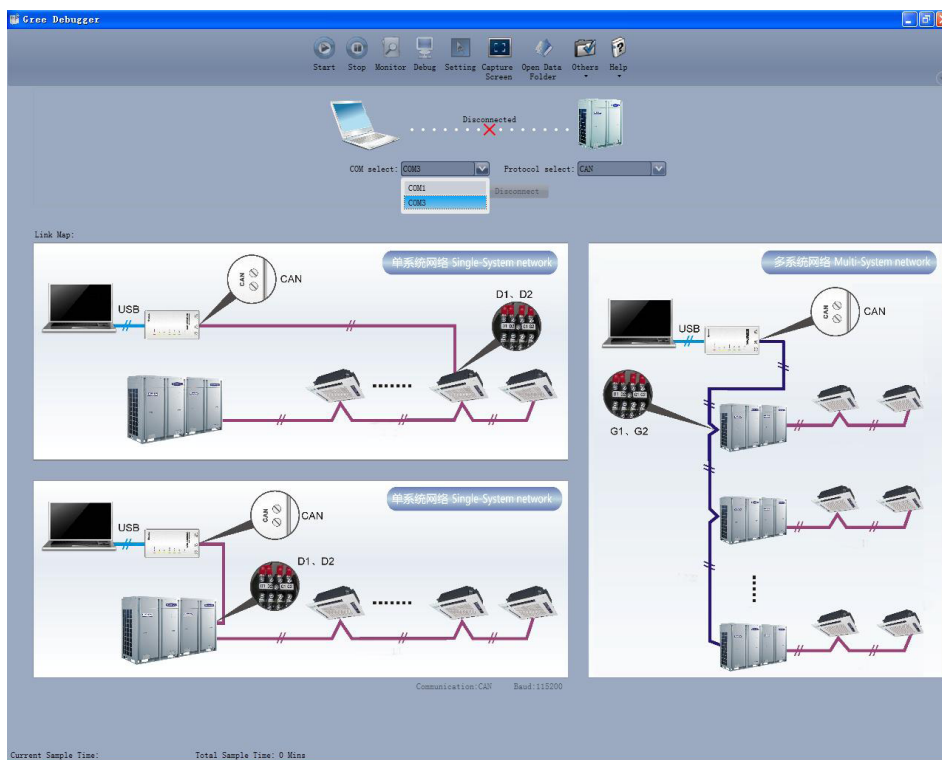 Gree Debugger
Start Stop Monitor Debug Setting Capture Screen Open Data Folder Others Help
Disconnected
COM select: COM3 Protocol select: CAN
COM1
COM3
Disconnect
Link Map:
单系统网络 Single-System network
CAN
CAN
USB
D1、D2
多系统网络 Multi-System network
CAN
CAN
USB
G1、G2
单系统网络 Single-System network
CAN
CAN
USB
D1、D2
Communication:CAN Baud:115200
Current Sample Time: Total Sample Time: 0 Mins